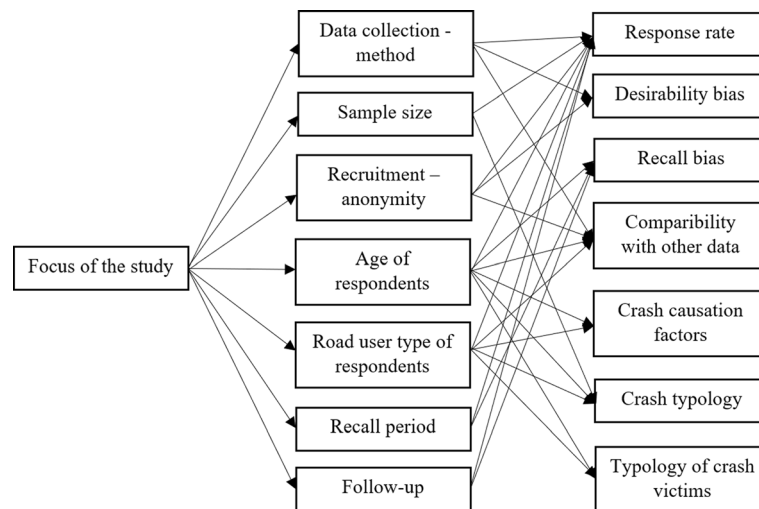 Focus of the study
Data collection -
method
Sample size
Recruitment –
anonymity
Age of
respondents
Road user type of
respondents
Recall period
Follow-up
Response rate
Desirability bias
Recall bias
Comparibility
with other data
Crash causation
factors
Crash typology
Typology of crash
victims